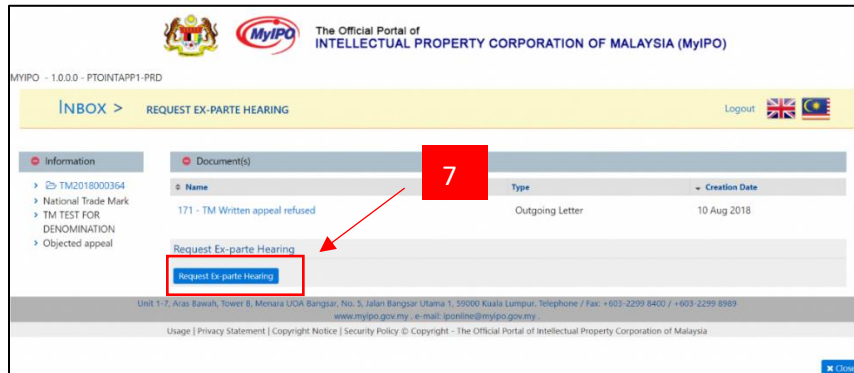 MyIPO
The Official Portal of
INTELLECTUAL PROPERTY CORPORATION OF MALAYSIA (MyIPO)
MYIPO - 1.0.0.0 - PTOINTAPP1-PRD
INBOX > REQUEST EX-PARTE HEARING
Logout
Information
Document(s)
7
TM2018000364
National Trade Mark
TM TEST FOR
DENOMINATION
Objected appeal
Name Type Creation Date
171 - TM Written appeal refused Outgoing Letter 10 Aug 2018
Request Ex-parte Hearing
Request Ex-parte Hearing
Unit 1-7, Aras Bawah, Tower B, Menara UOA Bangsar, No. 5, Jalan Bangsar Utama 1, 59000 Kuala Lumpur. Telephone / Fax: +603-2299 8400 / +603-2299 8989
www.myipo.gov.my . e-mail: iponline@myipo.gov.my .
Usage | Privacy Statement | Copyright Notice | Security Policy © Copyright - The Official Portal of Intellectual Property Corporation of Malaysia
Close